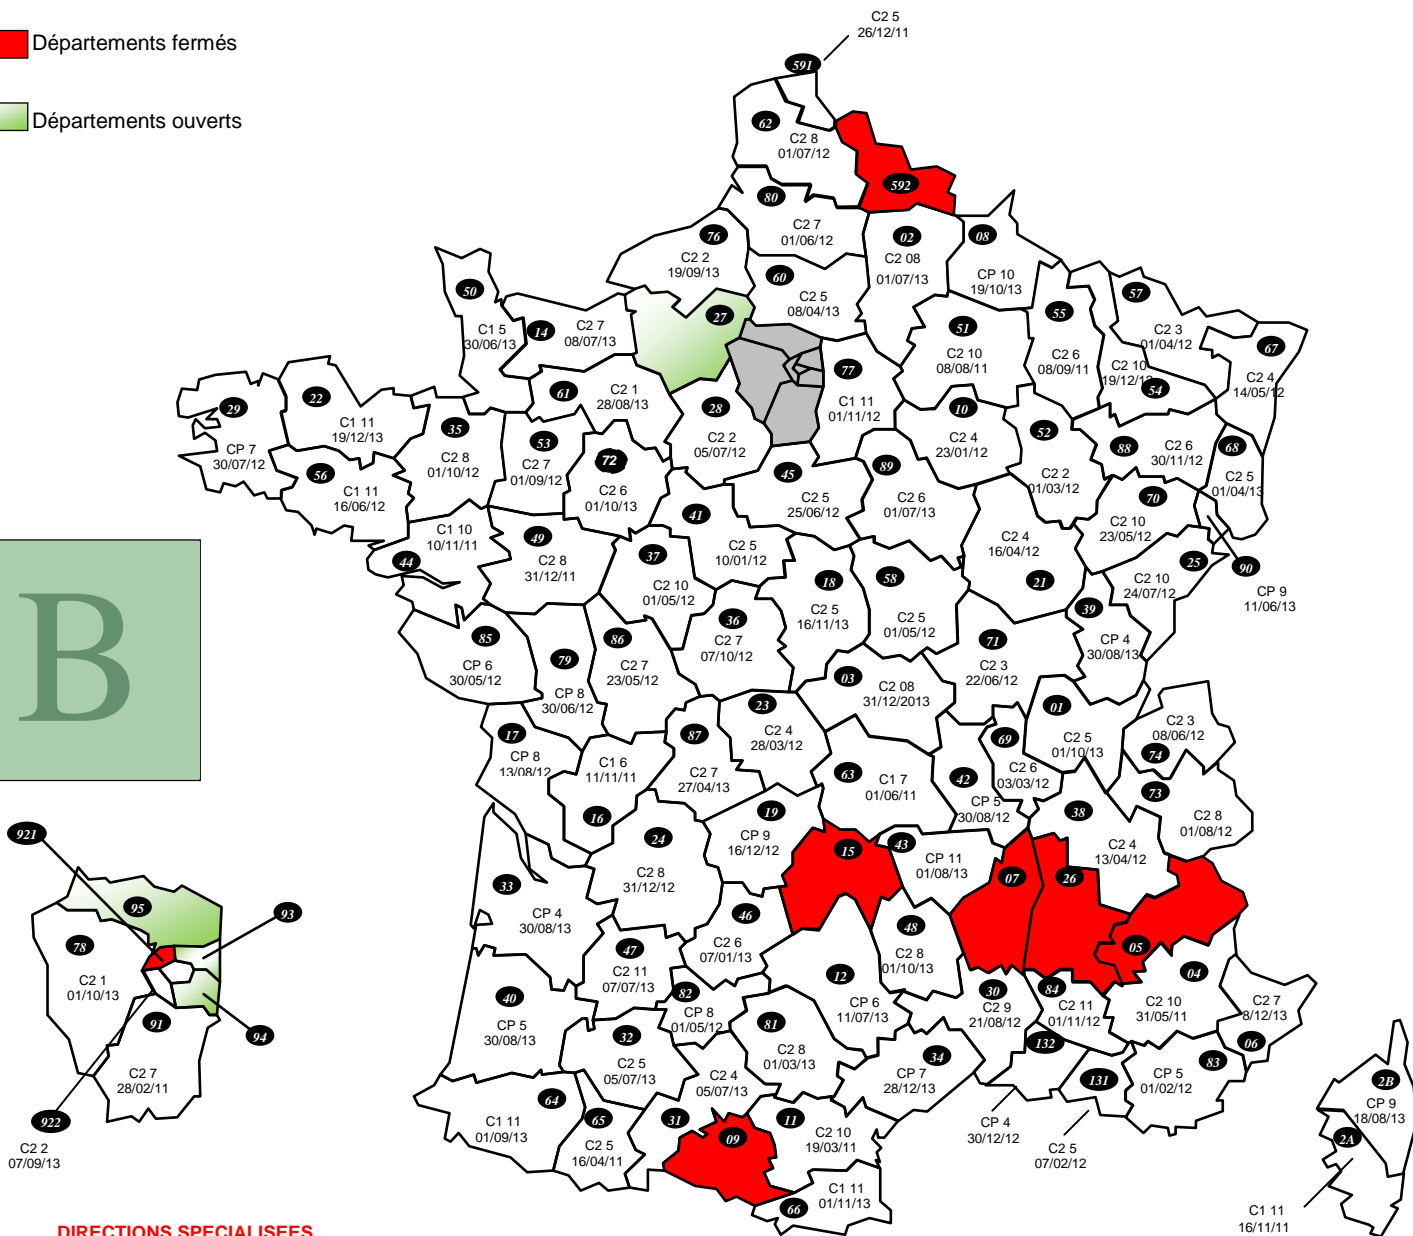 Départements fermés
Départements ouverts
C2 5
26/12/11
591
62
C2 8
01/07/12
592
80
C2 7
01/06/12
76
C2 2
19/09/13
02
C2 08
01/07/13
08
CP 10
19/10/13
60
C2 5
08/04/13
50
C1 5
30/06/13
14
C2 7
08/07/13
27
51
C2 10
08/08/11
55
C2 6
08/09/11
57
C2 3
01/04/12
67
C2 4
14/05/12
C2 10
54
77
C1 11
01/11/12
61
C2 1
28/08/13
28
C2 2
05/07/12
10
C2 4
23/01/12
52
C2 2
01/03/12
88
C2 6
30/11/12
68
C2 5
01/04/13
29
CP 7
30/07/12
22
C1 11
19/12/13
56
C1 11
16/06/12
35
C2 8
01/10/12
53
C2 7
01/09/12
72
C2 6
01/10/13
45
C2 5
25/06/12
89
C2 6
01/07/13
70
C2 10
23/05/12
41
C2 5
10/01/12
C1 10
10/11/11
44
49
C2 8
31/12/11
37
C2 10
01/05/12
18
C2 5
16/11/13
58
C2 5
01/05/12
C2 4
16/04/12
21
25
C2 10
24/07/12
90
CP 9
11/06/13
39
CP 4
30/08/13
B
85
CP 6
30/05/12
79
CP 8
30/06/12
86
C2 7
23/05/12
36
C2 7
07/10/12
03
C2 08
31/12/2013
71
C2 3
22/06/12
17
CP 8
13/08/12
C1 6
11/11/11
16
87
C2 7
27/04/13
23
C2 4
28/03/12
63
C1 7
01/06/11
42
CP 5
30/08/12
69
C2 6
03/03/12
01
C2 5
01/10/13
C2 3
08/06/12
74
73
C2 8
01/08/12
38
C2 4
13/04/12
19
CP 9
16/12/12
24
C2 8
31/12/12
15
43
CP 11
01/08/13
07
26
05
33
CP 4
30/08/13
46
C2 6
07/01/13
48
C2 8
01/10/13
47
C2 11
07/07/13
12
CP 6
11/07/13
04
C2 10
31/05/11
C2 7
8/12/13
06
30
C2 9
21/08/12
84
C2 11
01/11/12
82
CP 8
01/05/12
40
CP 5
30/08/13
32
C2 5
05/07/13
81
C2 8
01/03/13
34
CP 7
28/12/13
132
CP 4
30/12/12
131
C2 5
07/02/12
83
CP 5
01/02/12
64
C1 11
01/09/13
65
C2 5
16/04/11
C2 4
05/07/13
31
09
11
C2 10
19/03/11
66
C1 11
01/11/13
2B
CP 9
18/08/13
2A
C1 11
16/11/11
921
95
93
78
C2 1
01/10/13
94
91
C2 7
28/02/11
922
C2 2
07/09/13
DIRECTIONS SPECIALISEES